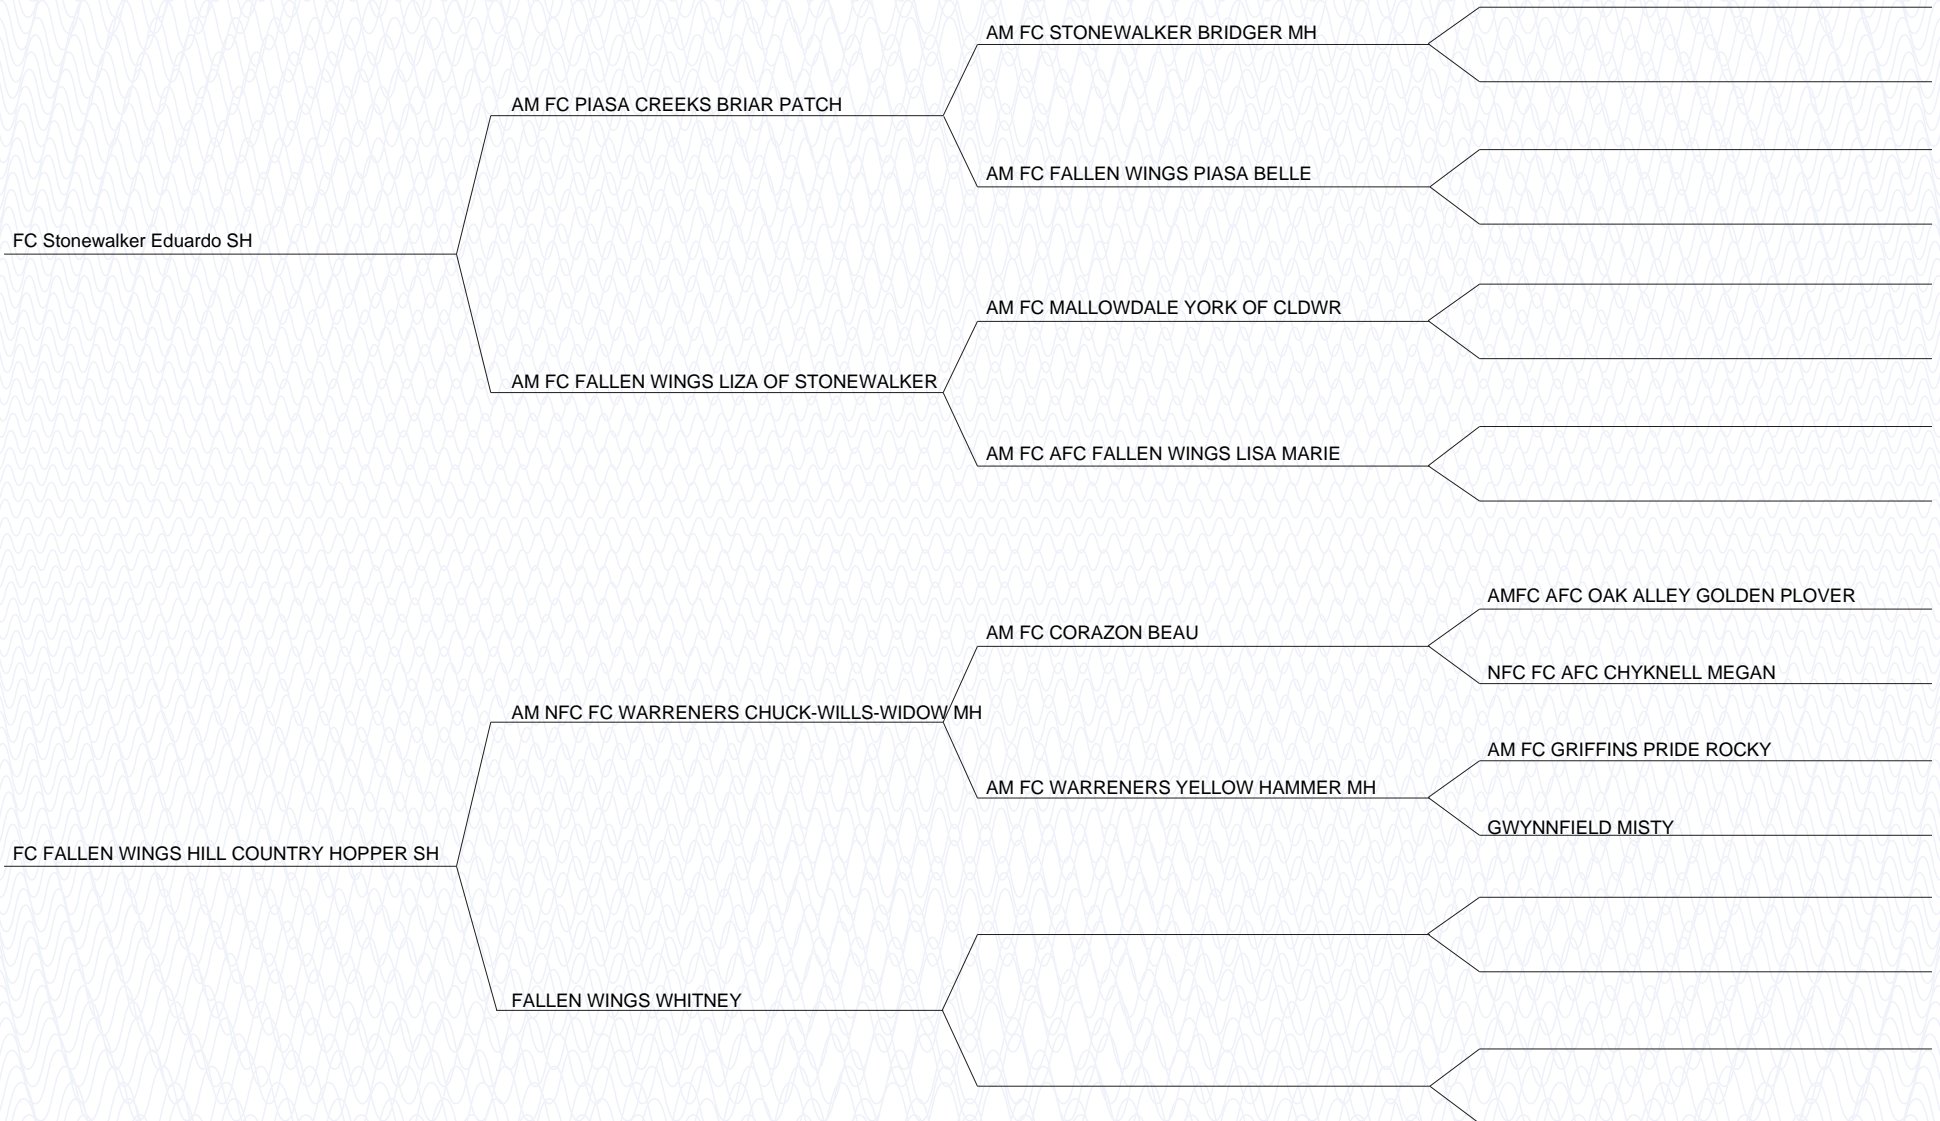 AM FC STONEWALKER BRIDGER MH
AM FC PIASA CREEKS BRIAR PATCH
AM FC FALLEN WINGS PIASA BELLE
FC Stonewalker Eduardo SH
AM FC MALLOWDALE YORK OF CLDWR
AM FC FALLEN WINGS LIZA OF STONEWALKER
AM FC AFC FALLEN WINGS LISA MARIE
AMFC AFC OAK ALLEY GOLDEN PLOVER
AM FC CORAZON BEAU
NFC FC AFC CHYKNELL MEGAN
AM NFC FC WARRENERS CHUCK-WILLS-WIDOW MH
AM FC GRIFFINS PRIDE ROCKY
AM FC WARRENERS YELLOW HAMMER MH
GWYNNFIELD MISTY
FC FALLEN WINGS HILL COUNTRY HOPPER SH
FALLEN WINGS WHITNEY